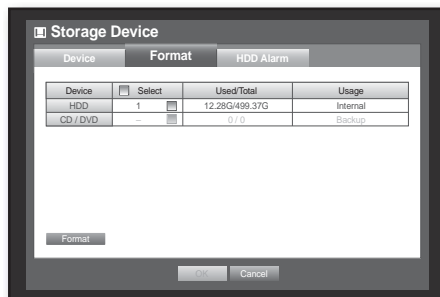 Storage Device
Device Format HDD Alarm
Device Select Used/Total Usage
HDD 1 12.28G/499.37G Internal
CD / DVD – 0 / 0 Backup
Format
OK Cancel